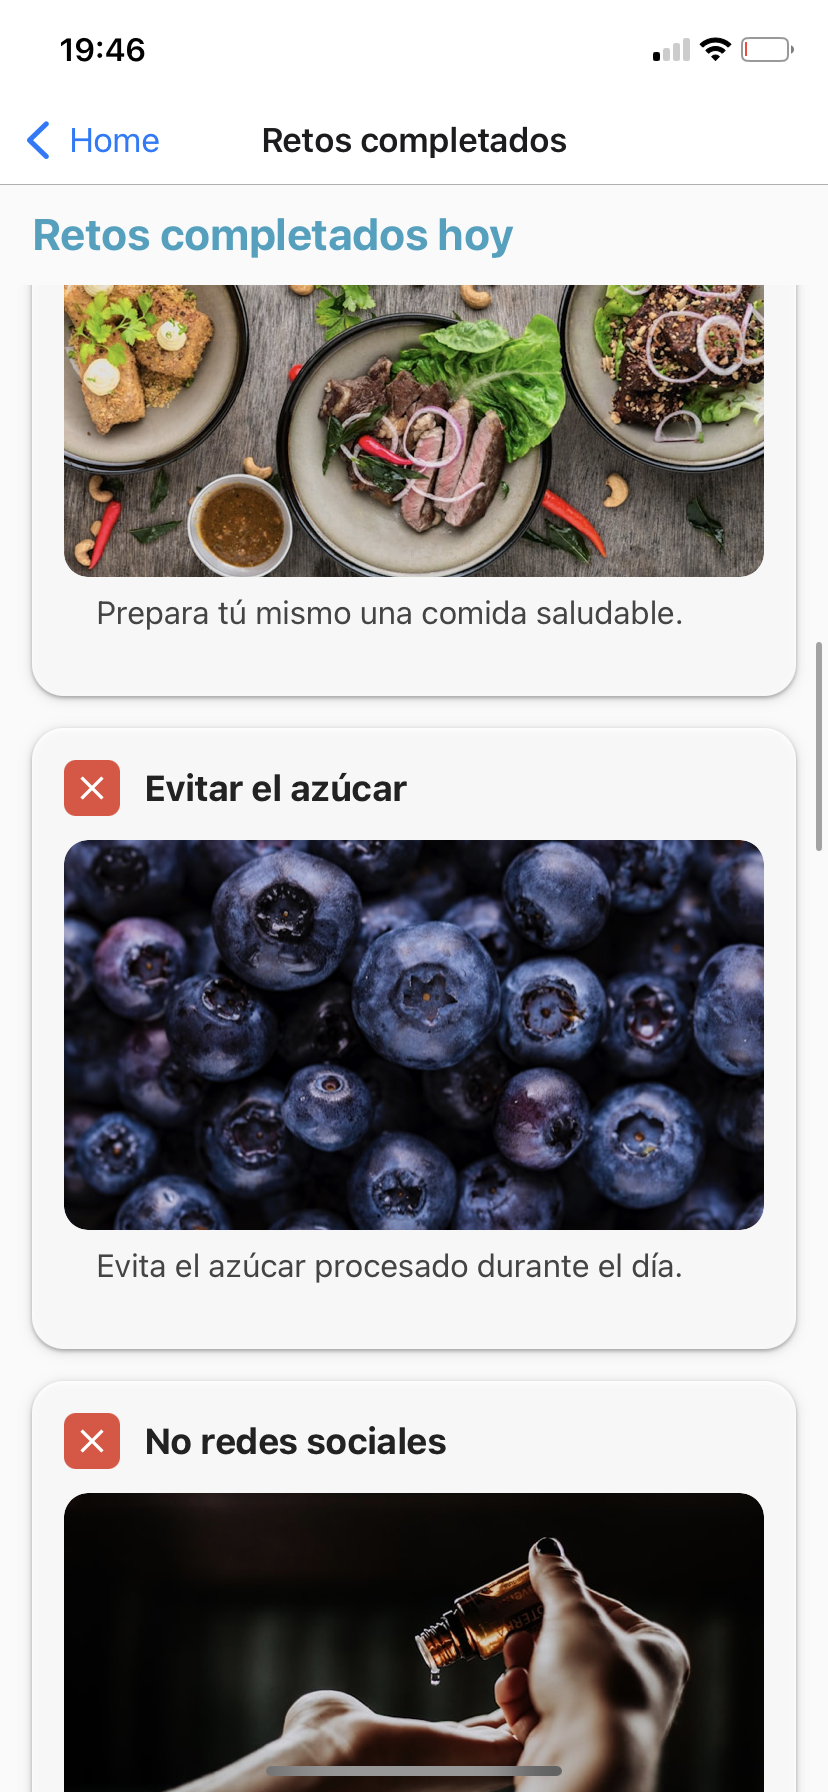 19:46
Home
Retos completados
Retos completados hoy
Prepara tú mismo una comida saludable.
Evitar el azúcar
Evita el azúcar procesado durante el día.
No redes sociales